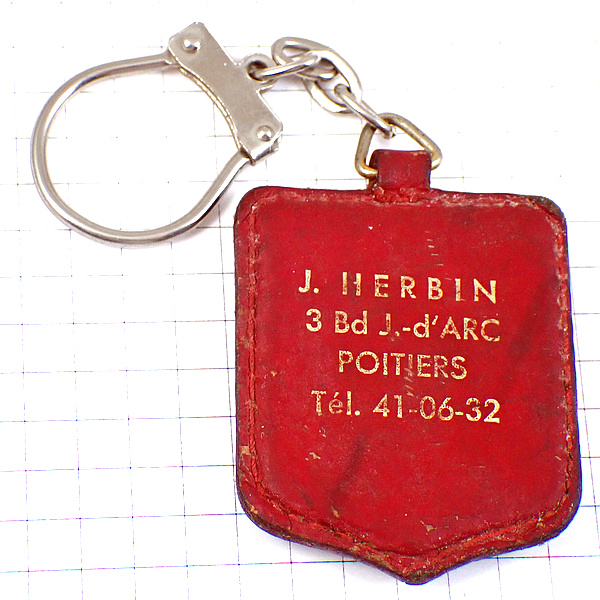 J. HERBIN
3 Bd J.-d'ARC
POITIERS
Tél. 41-06-32